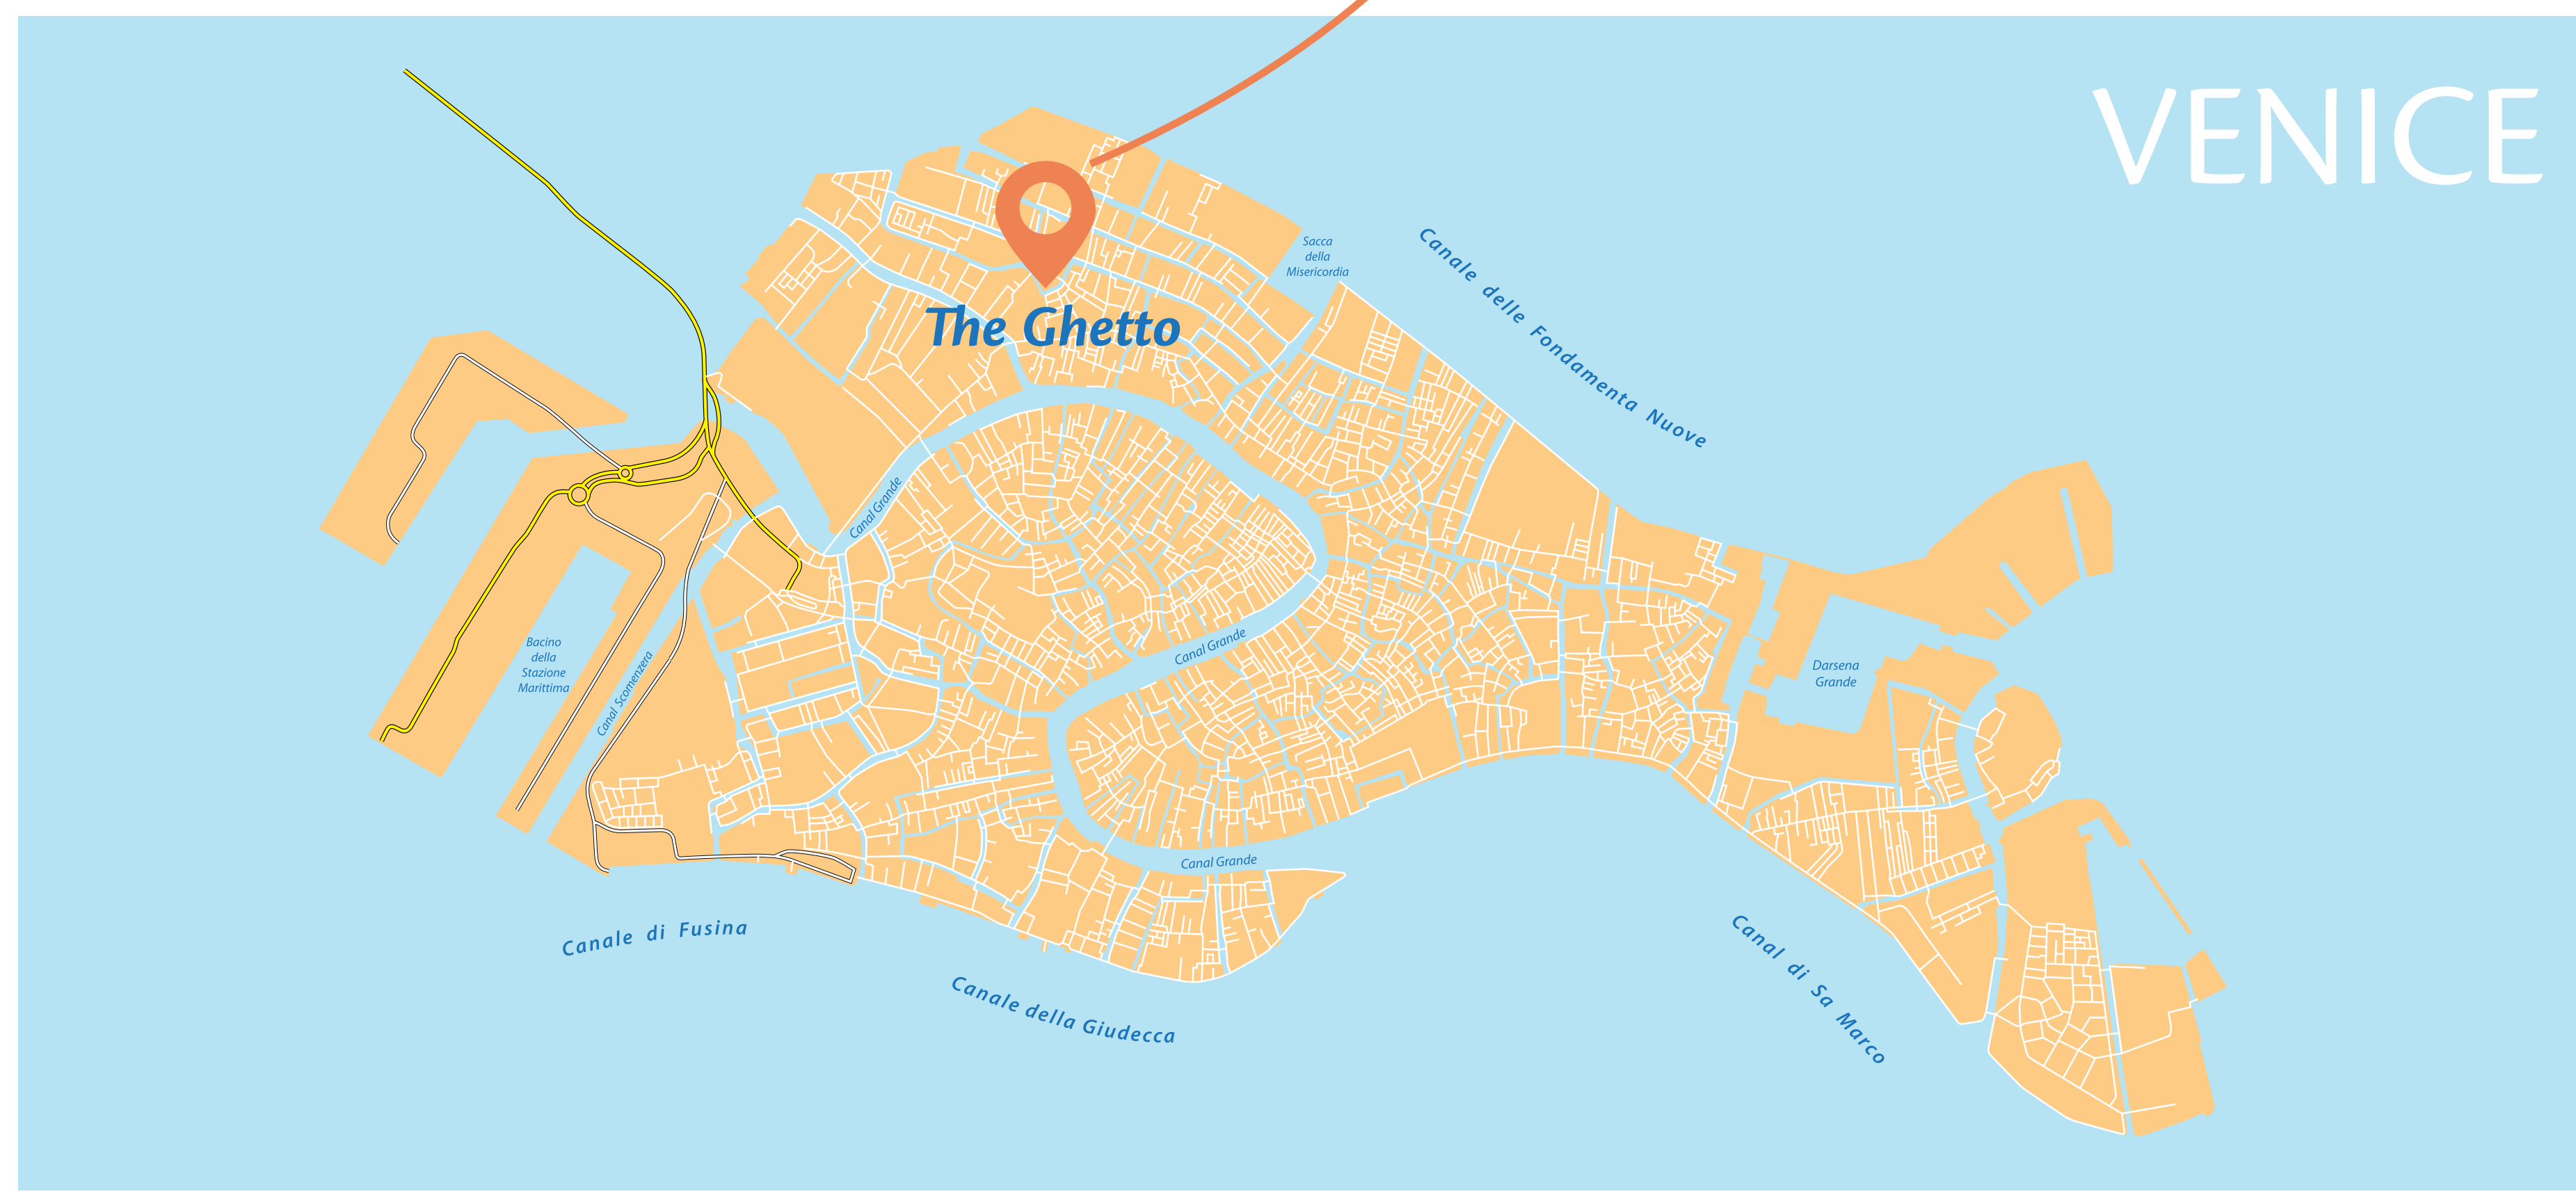 VENICE
Canale delle Fondamenta Nuove
Sacca
della
Misericordia
The Ghetto
Canal Grande
Canal Grande
Bacino
della
Stazione
Marittima
Canal Scomenzera
Darsena
Grande
Canal Grande
Canale di Fusina
Canale della Giudecca
Canal di Sa Marco